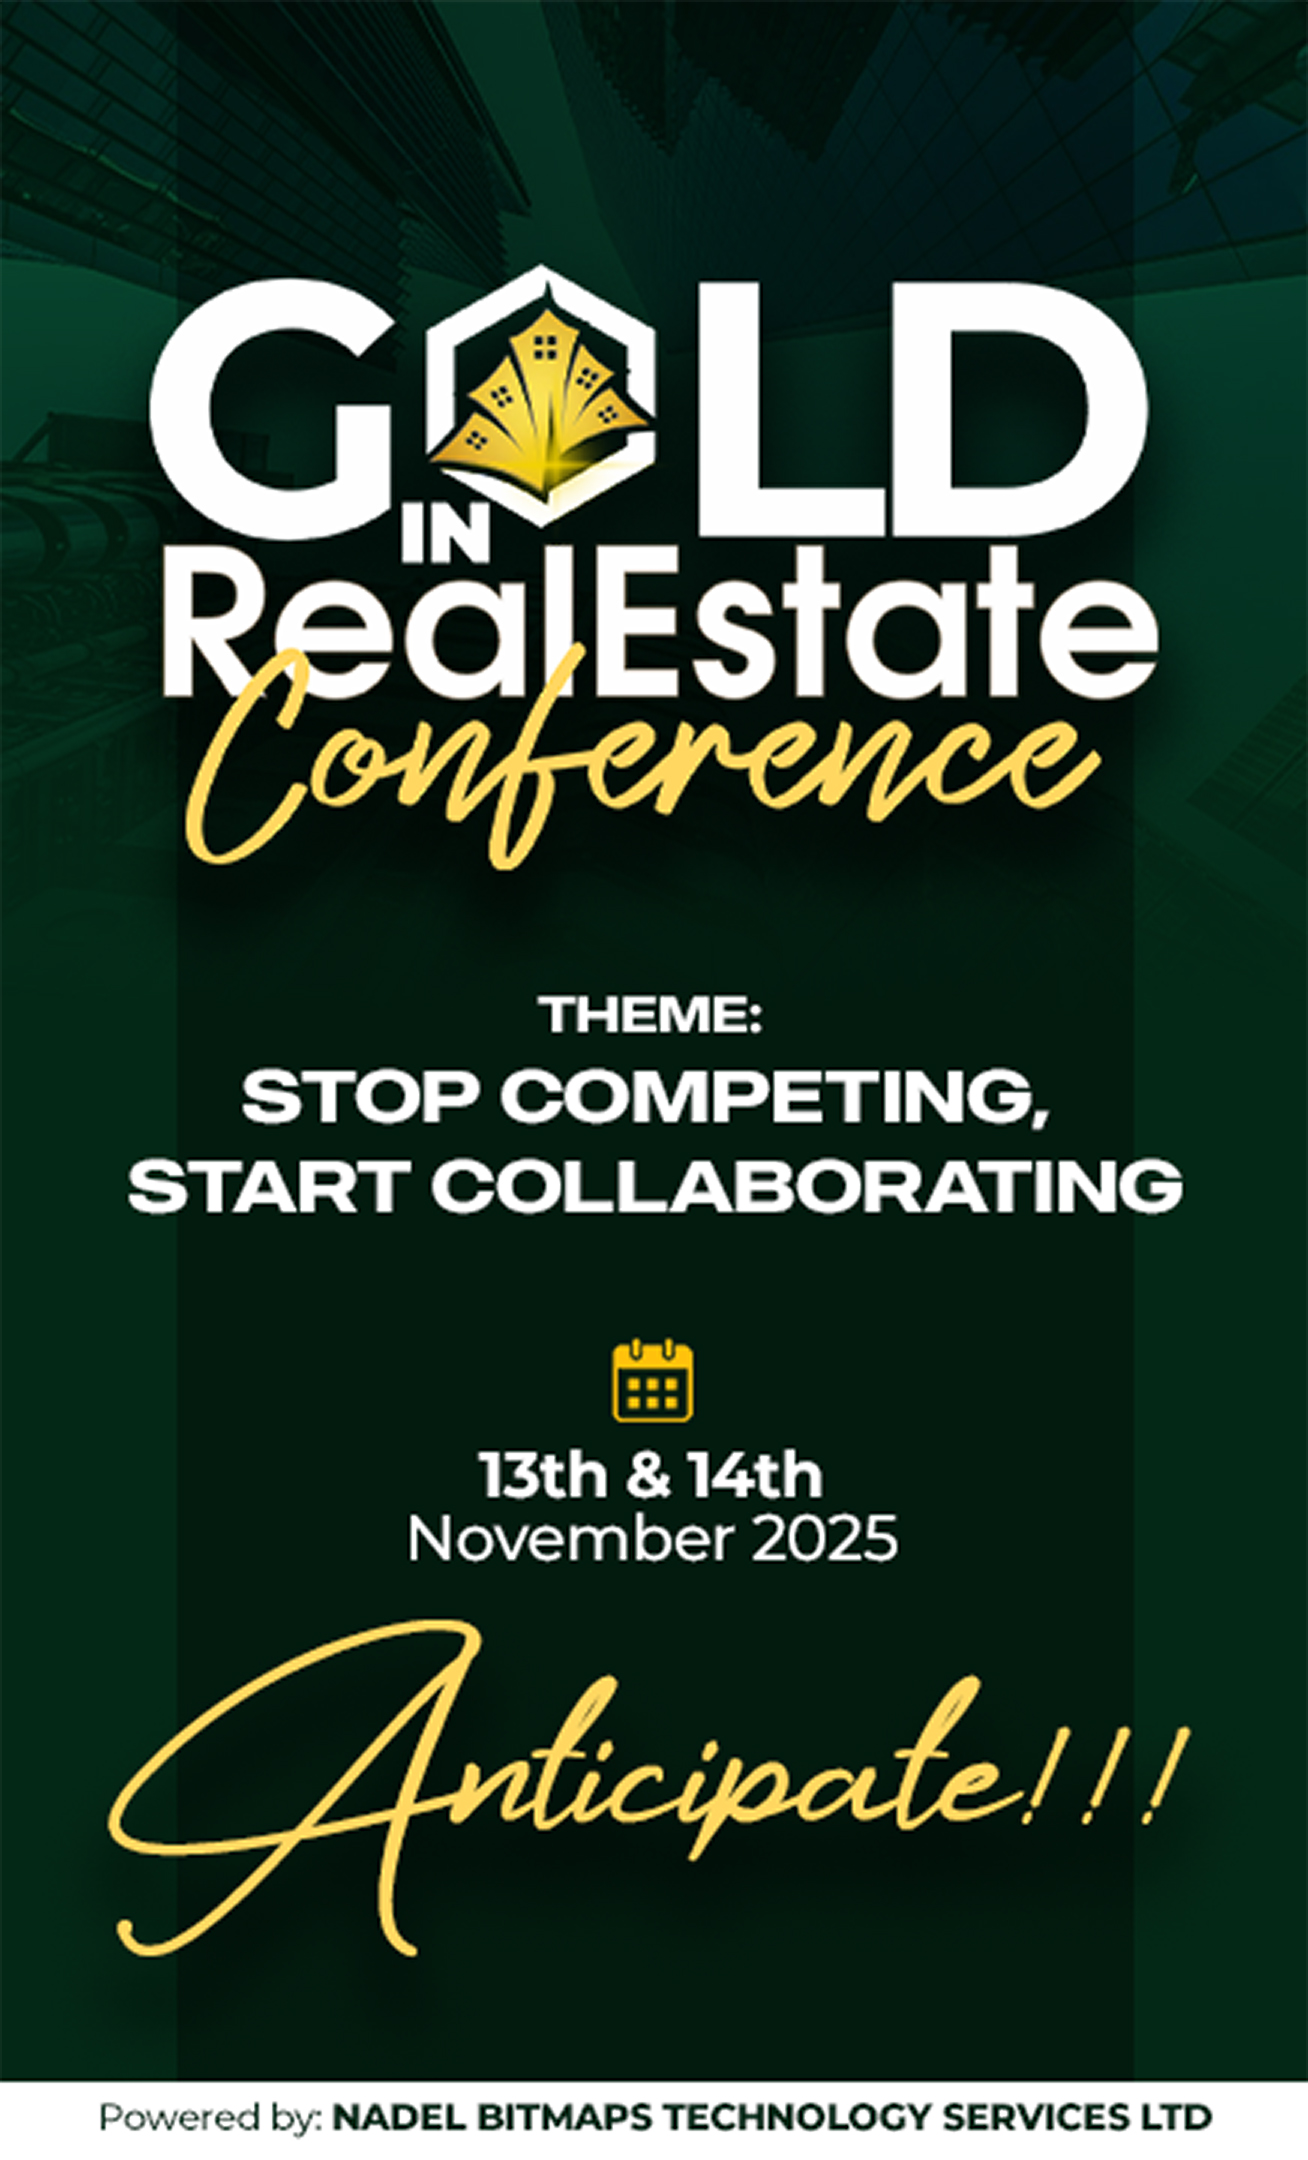 GOLD
IN
RealEstate
Conference
THEME:
STOP COMPETING,
START COLLABORATING
13th & 14th
November 2025
Anticipate!!!
Powered by: NADEL BITMAPS TECHNOLOGY SERVICES LTD